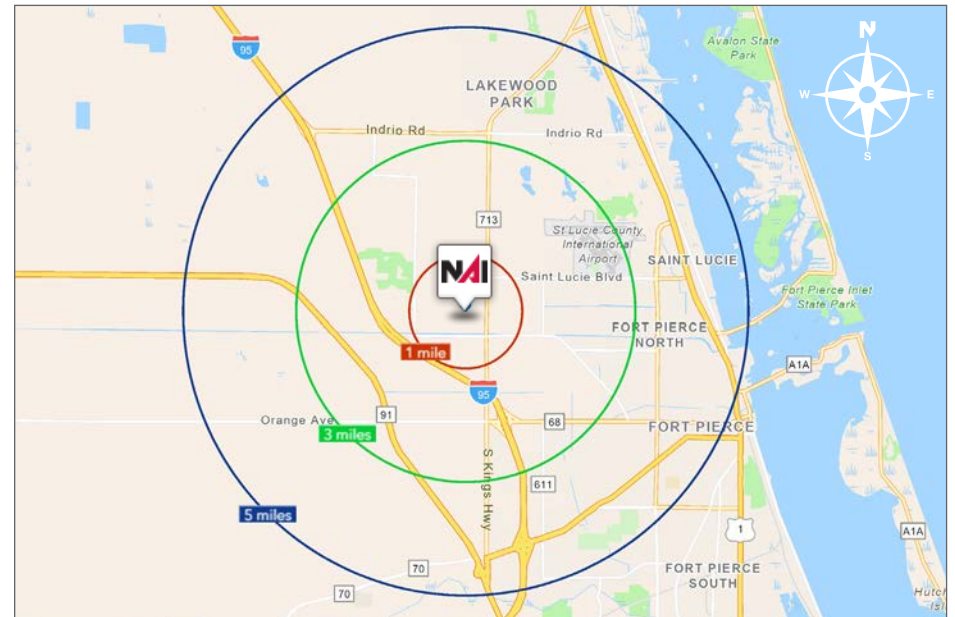 95
Avalon State
Park
N
W
E
S
LAKEWOOD
PARK
Indrio Rd
Indrio Rd
713
St Lucie County
International
Airport
SAINT LUCIE
NAI
Saint Lucie Blvd
Fort Pierce Inlet
State Park
FORT PIERCE
NORTH
1 mile
A1A
95
91
Orange Ave
68
FORT PIERCE
3 miles
S Kings Hwy
611
5 miles
1
A1A
70
FORT PIERCE
SOUTH
70
Hutch
Isl